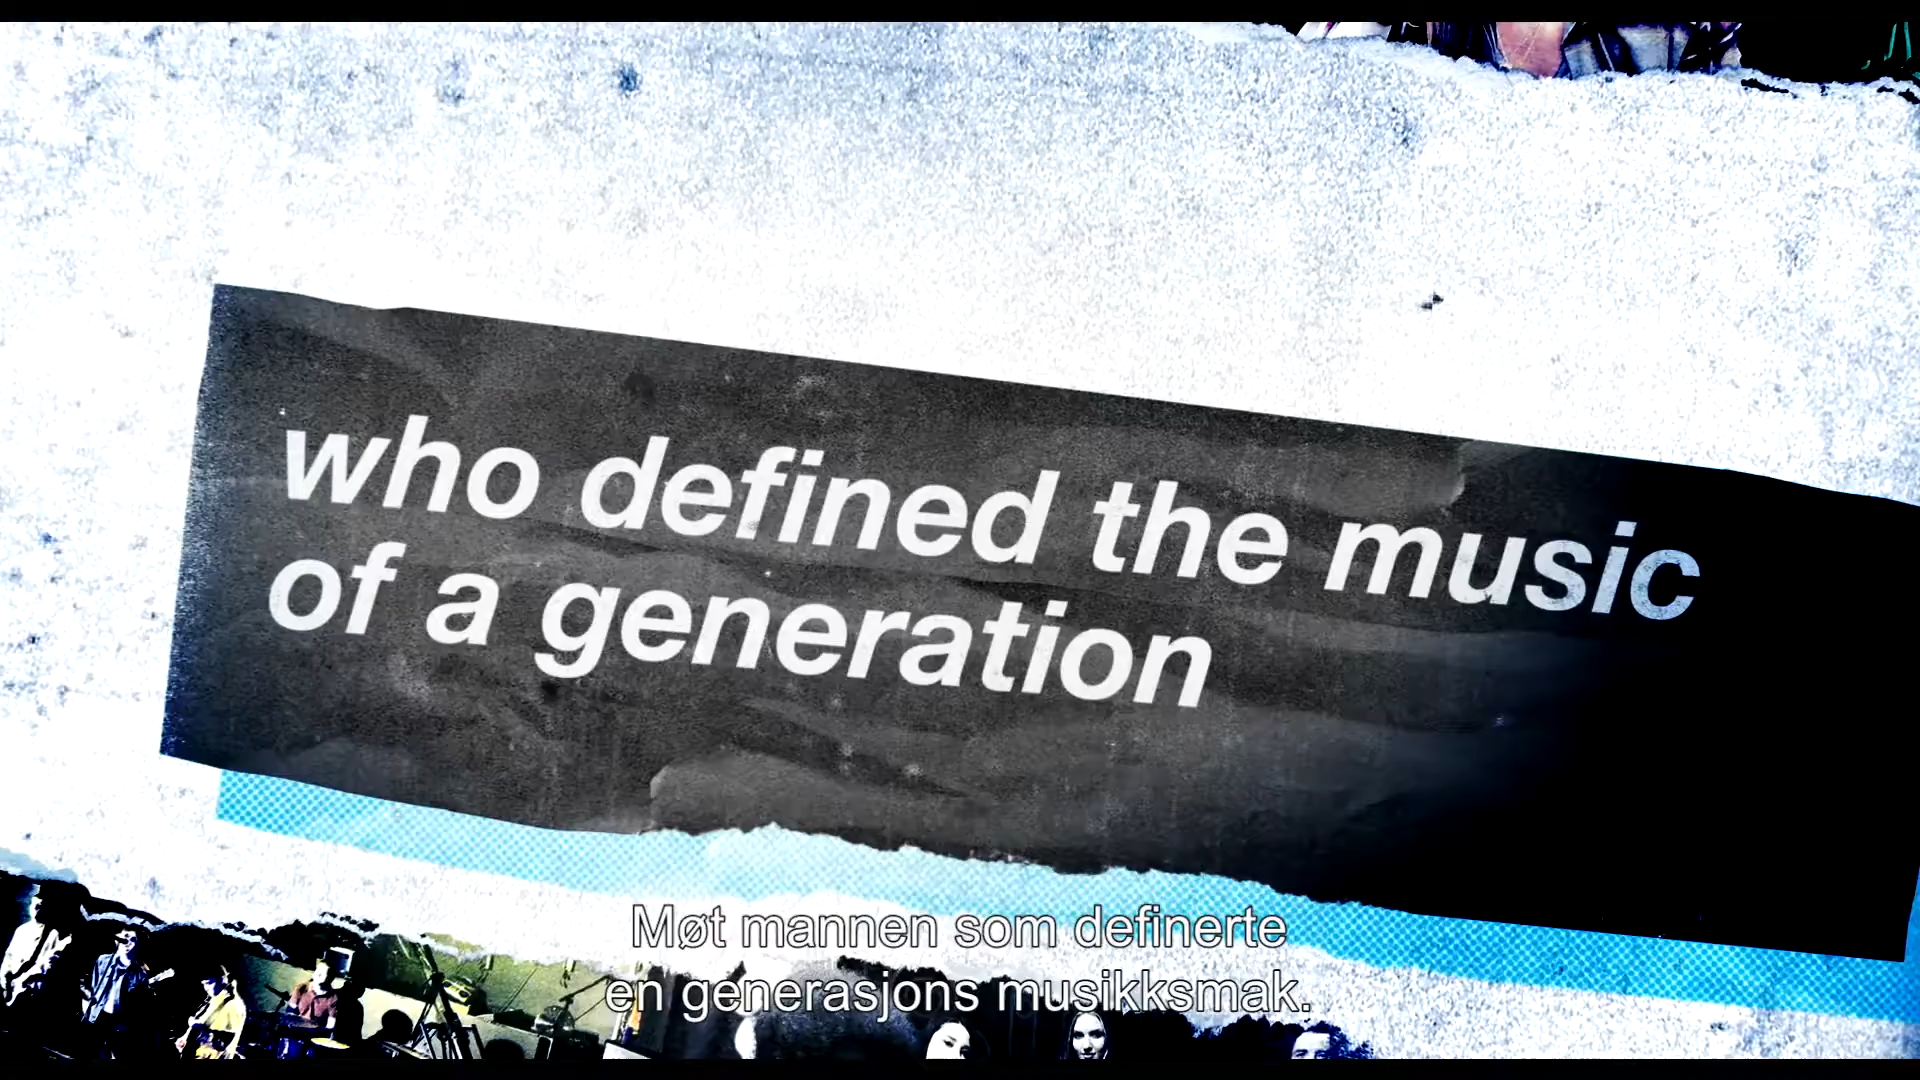 who defined the music
of a generation
Møt mannen som definerte
en generasjons musikksmak.